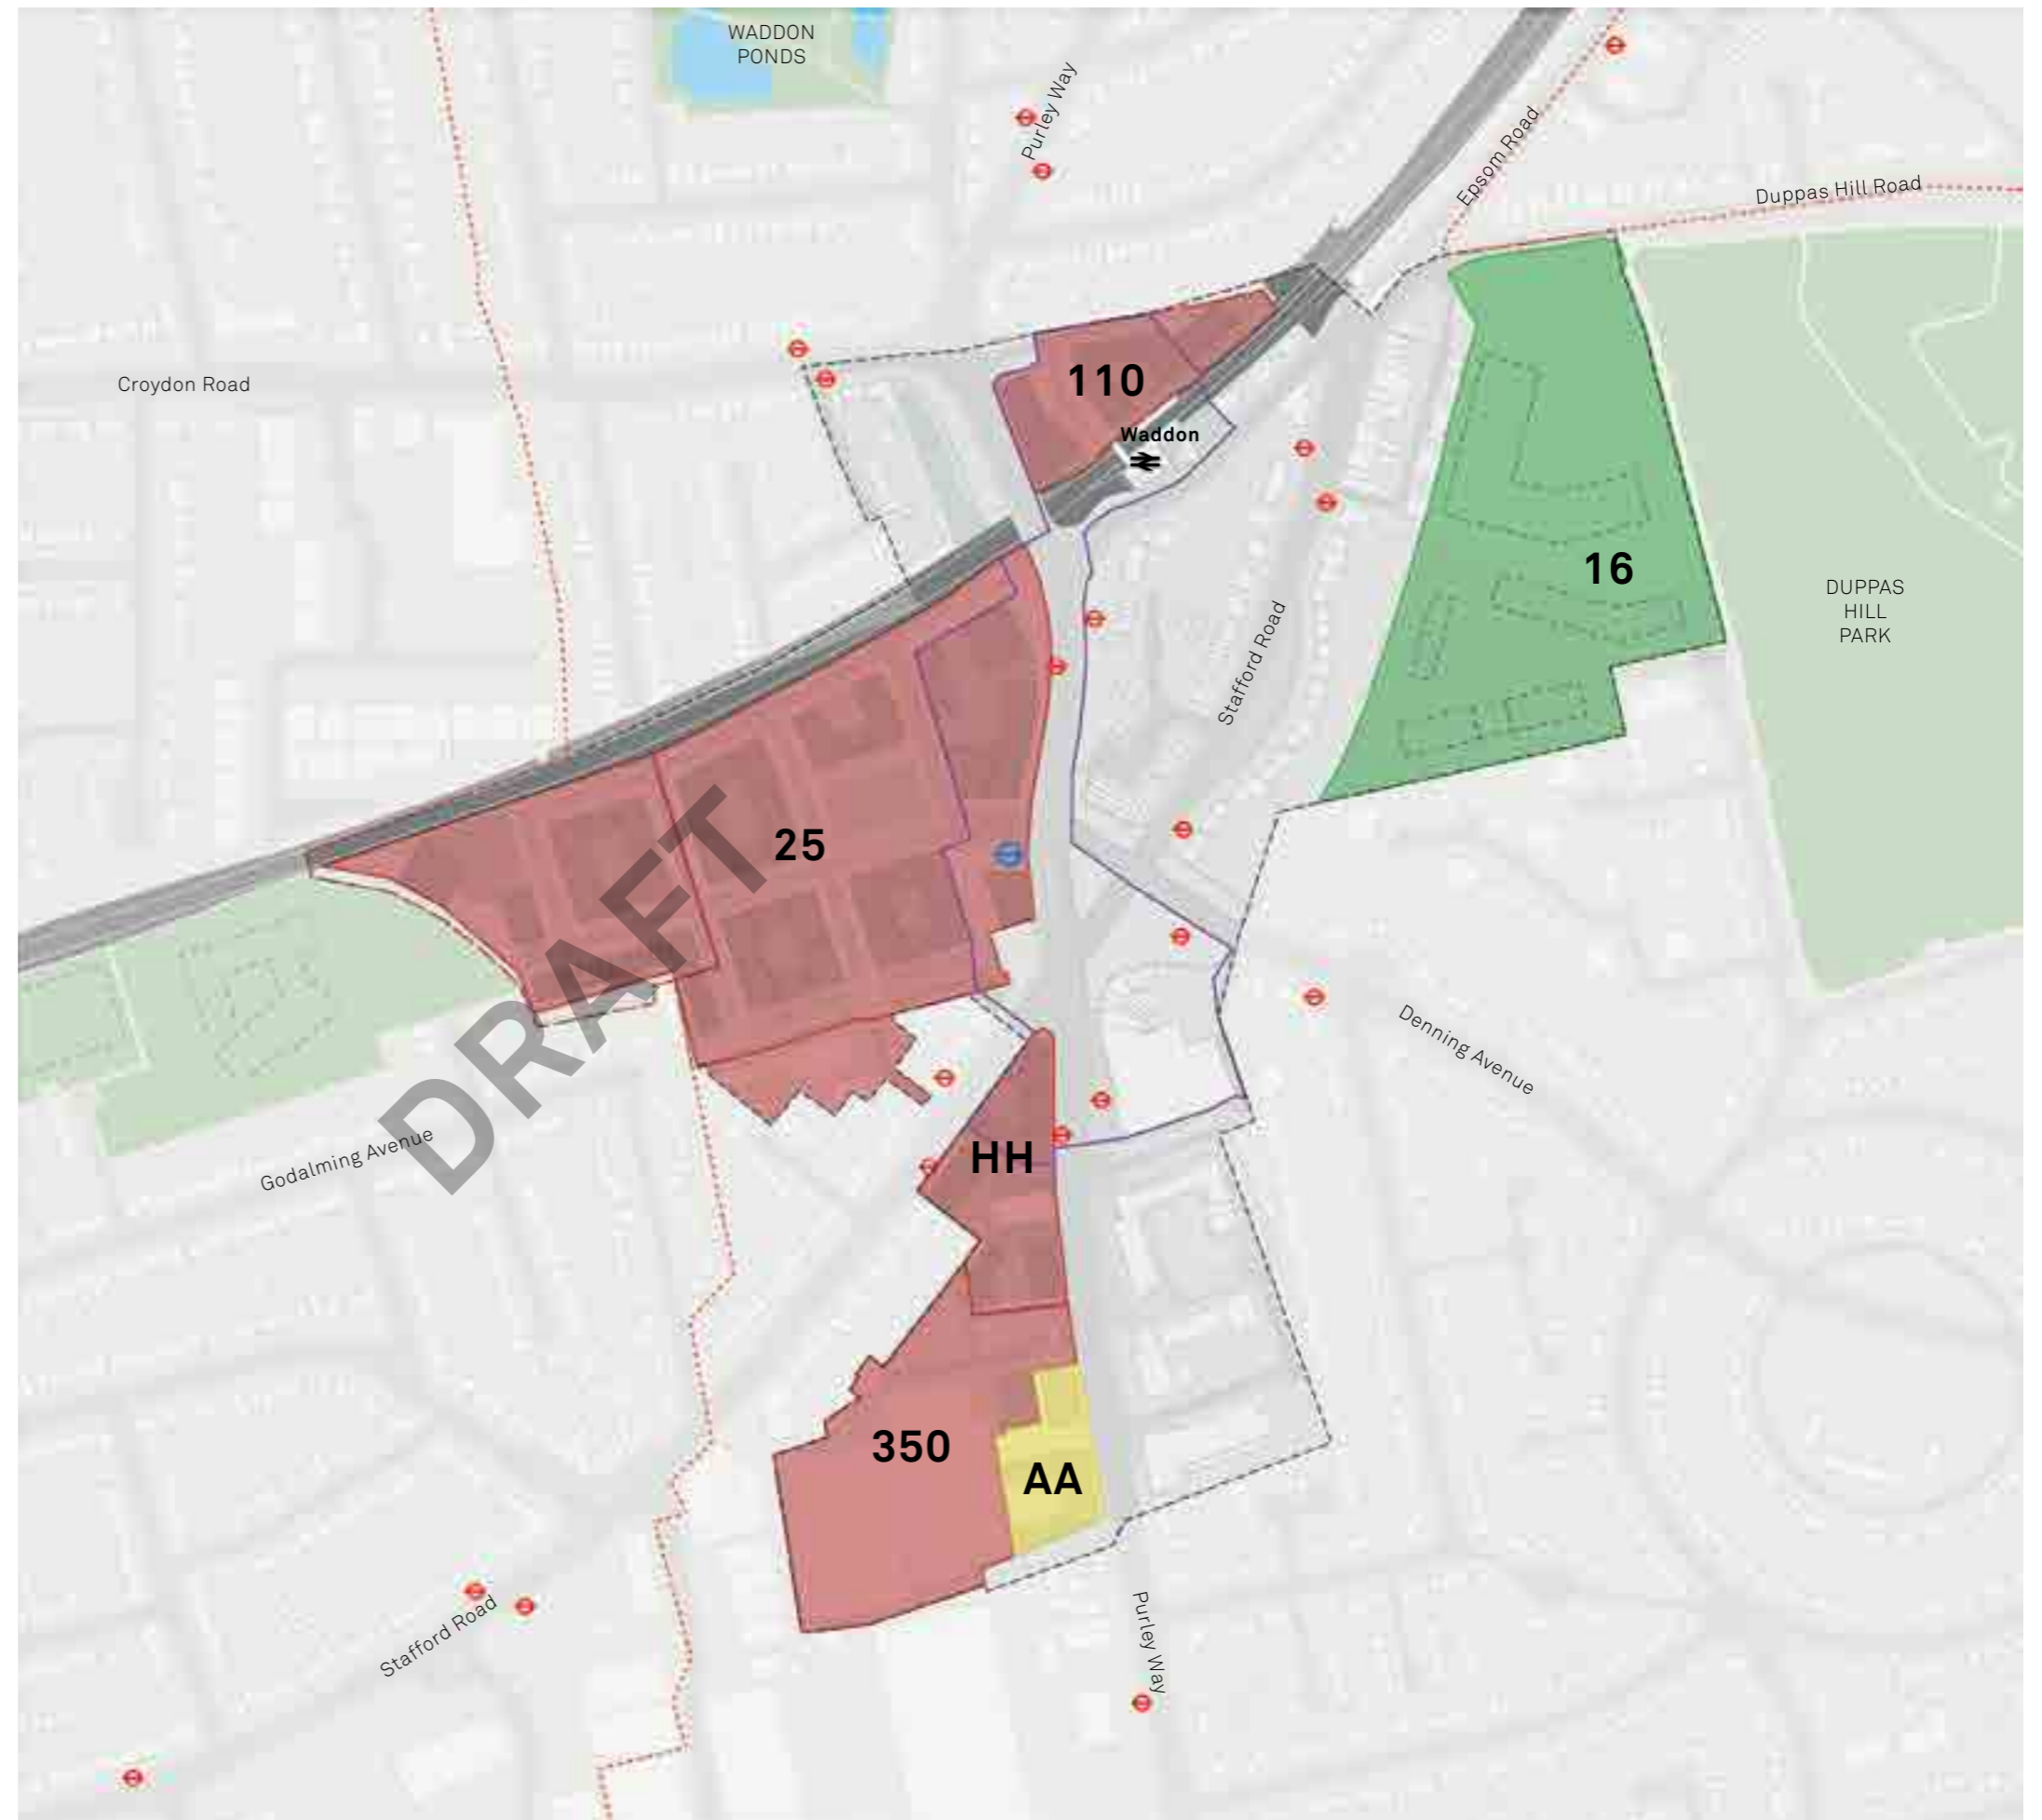 WADDON
PONDS
Purley Way
Epsom Road
Duppas Hill Road
Croydon Road
110
Waddon
16
DUPPAS
HILL
PARK
Stafford Road
25
DRAFT
Denning Avenue
Godalming Avenue
HH
350
AA
Purley Way
Stafford Road